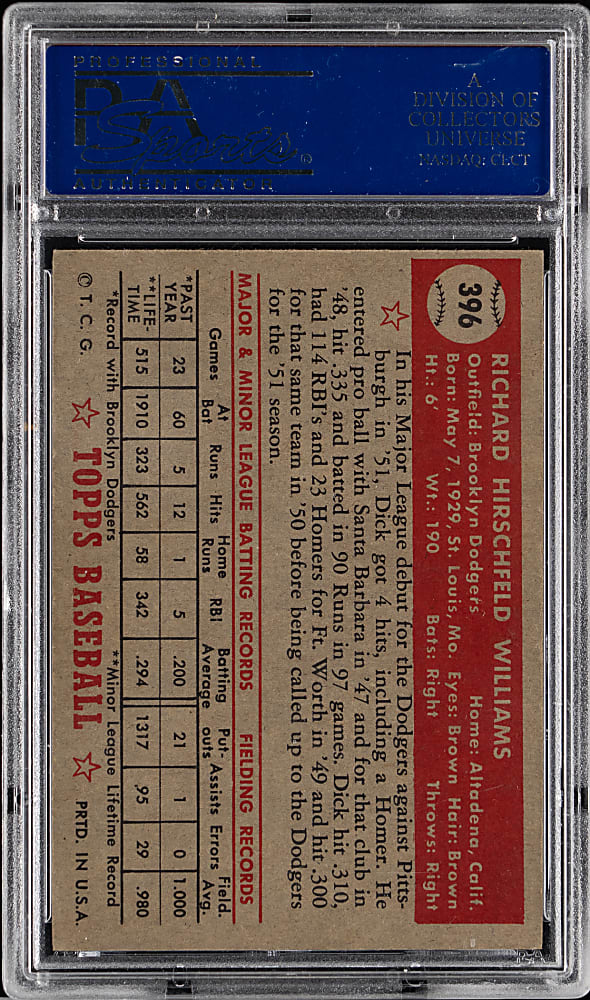 PROFESSIONAL
PSA
Sports
®
AUTHENTICATOR
A
DIVISION OF
COLLECTORS
UNIVERSE
NASDAQ: CLCT
396
RICHARD HIRSCHFELD WILLIAMS
Outfield: Brooklyn Dodgers Home: Altadena, Calif.
Born: May 7, 1929, St. Louis, Mo. Eyes: Brown Hair: Brown
Ht.: 6' Wt.: 190 Bats: Right Throws: Right
In his Major League debut for the Dodgers against Pitts-
burgh in '51, Dick got 4 hits, including a Homer. He
entered pro ball with Santa Barbara in '47 and for that club in
'48, hit .335 and batted in 90 Runs in 97 games. Dick hit .310,
had 114 RBI's and 23 Homers for Ft. Worth in '49 and hit .300
for that same team in '50 before being called up to the Dodgers
for the '51 season.
MAJOR & MINOR LEAGUE BATTING RECORDS FIELDING RECORDS
Games At Bat Runs Hits Home Runs RBI Batting Average Put-outs Assists Errors Field. Avg.
*PAST YEAR 23 60 5 12 1 5 .200 21 1 0 1.000
**LIFE-TIME 515 1910 323 562 58 342 .294 1317 95 29 .980
*Record with Brooklyn Dodgers **Minor League Lifetime Record
© T. C. G. TOPPS BASEBALL PRTD. IN U.S.A.